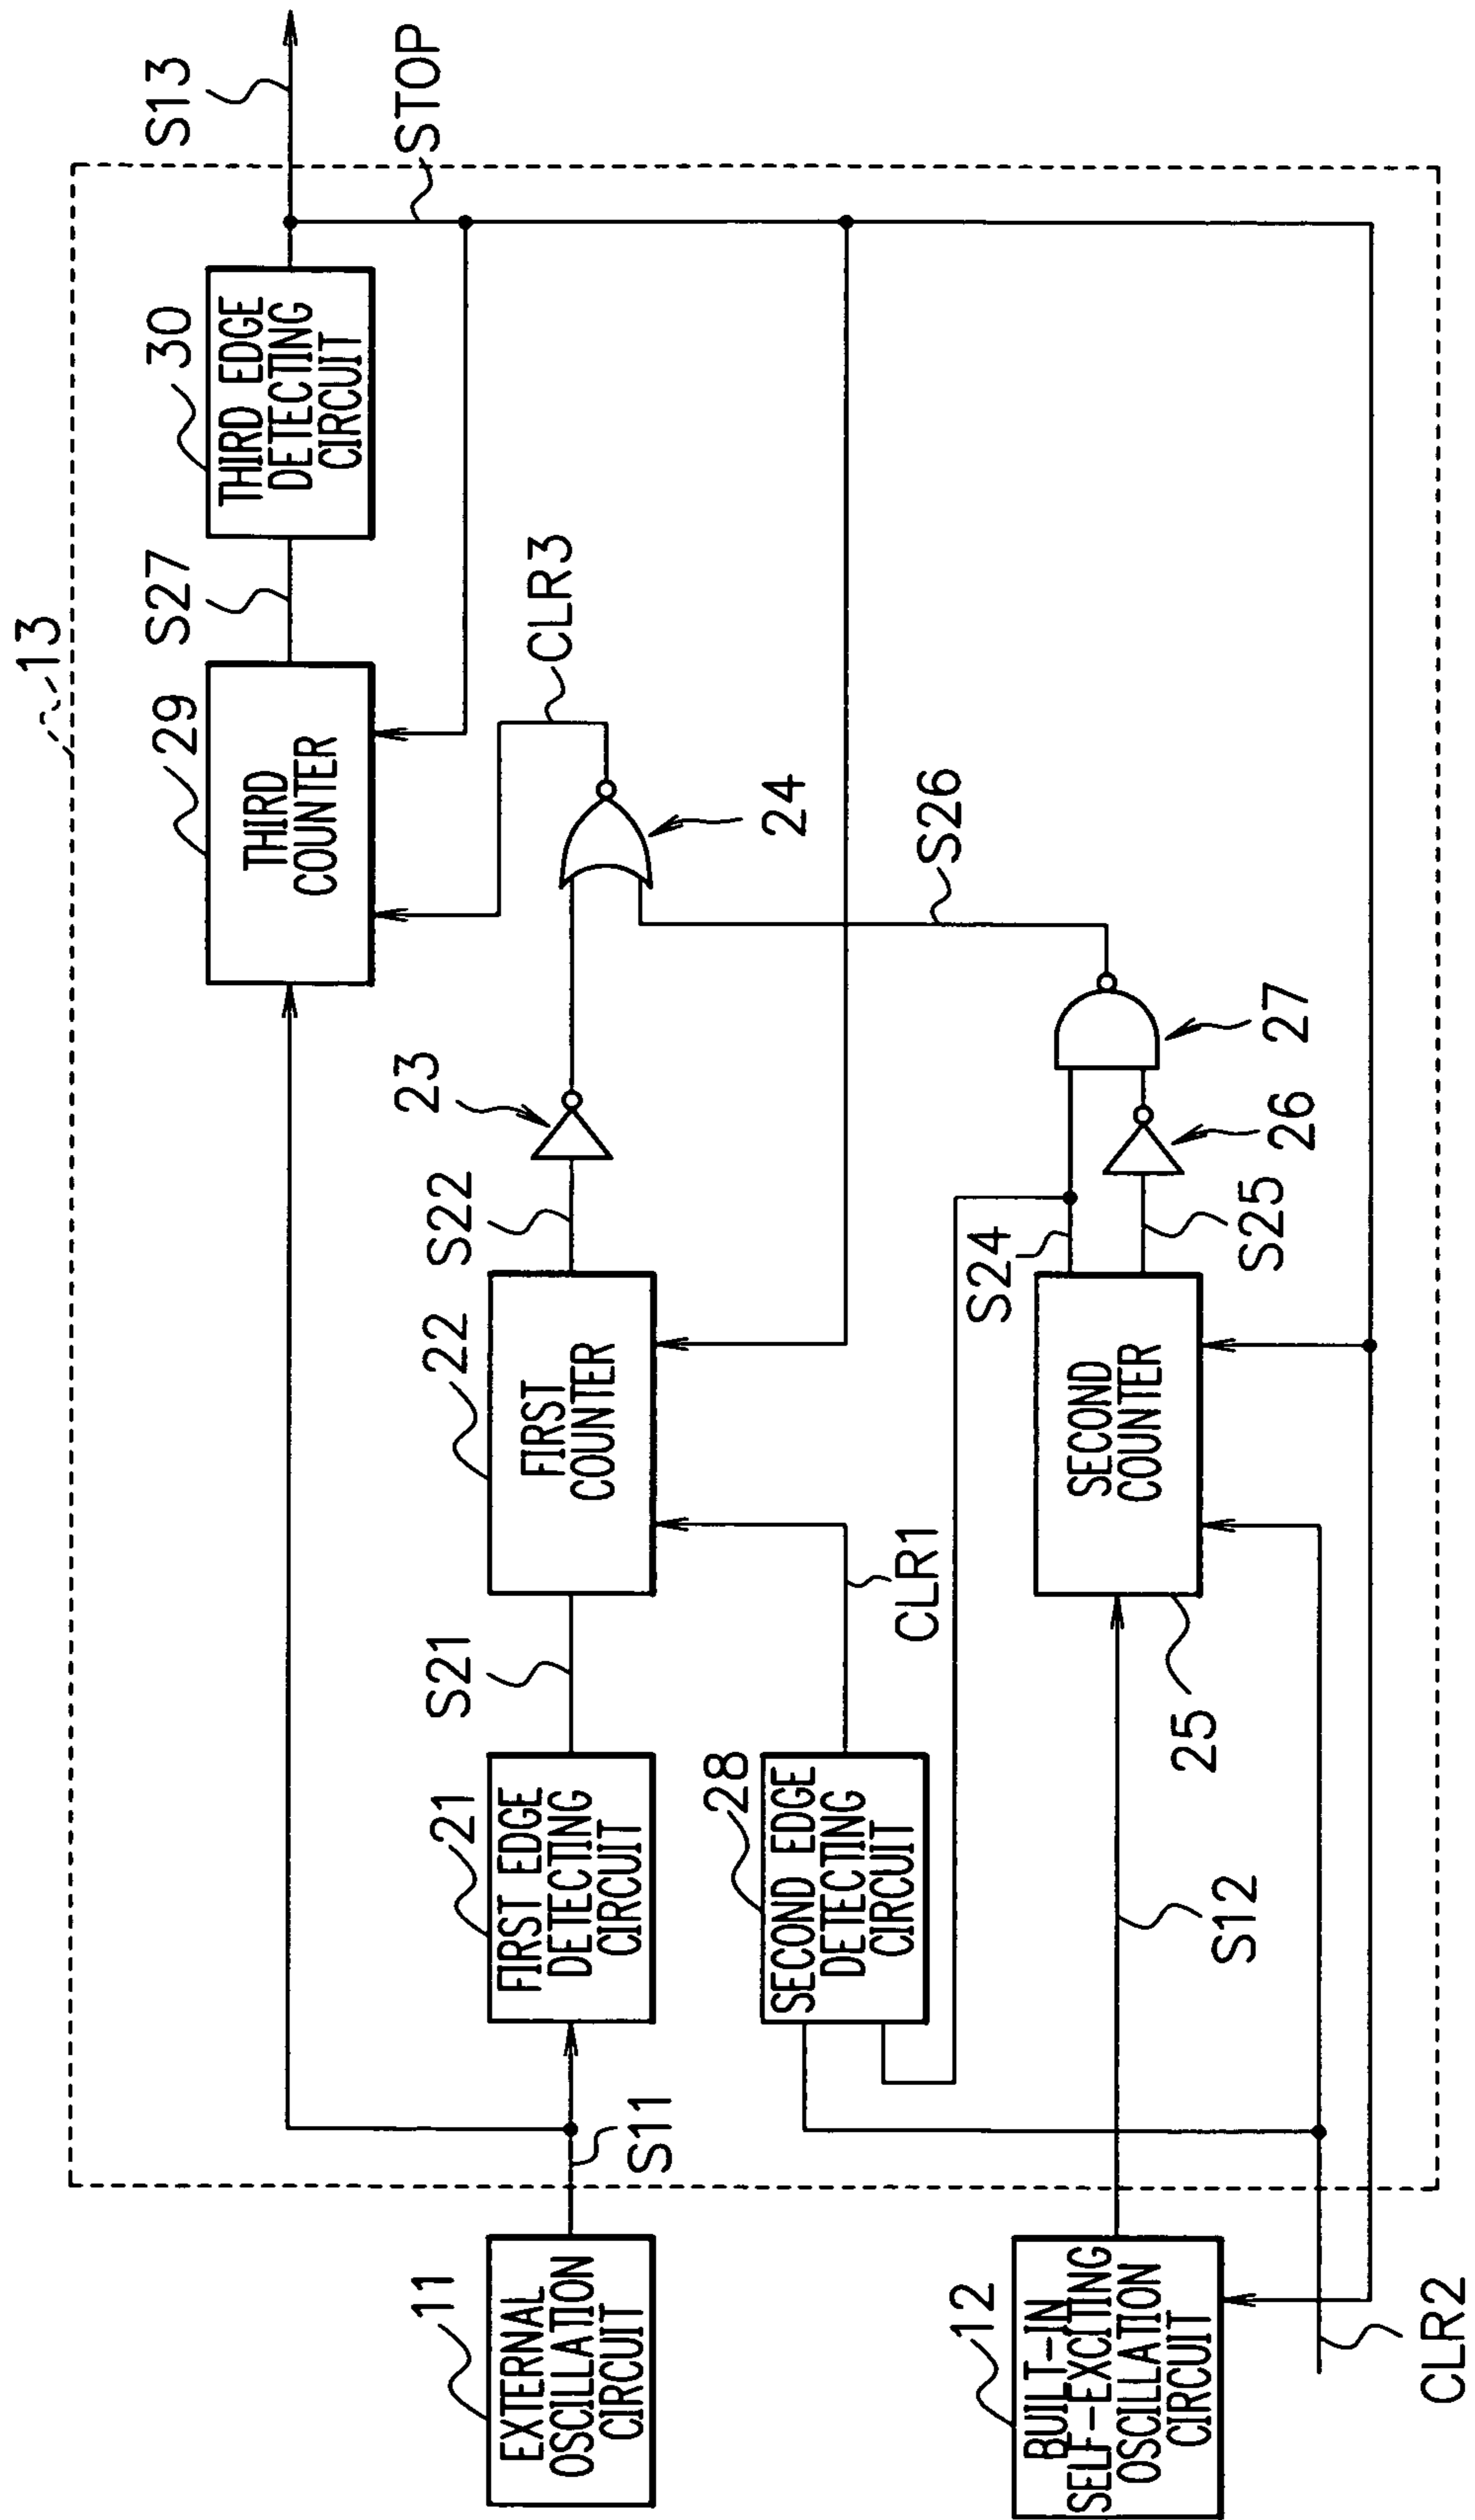 13
S13
STOP
S27
30
THIRD EDGE
DETECTING
CIRCUIT
29
THIRD
COUNTER
CLR3
24
23
S22
22
FIRST
COUNTER
S21
21
FIRST EDGE
DETECTING
CIRCUIT
S11
11
EXTERNAL
OSCILLATION
CIRCUIT
28
SECOND EDGE
DETECTING
CIRCUIT
CLR1
S26
27
26
S24
S25
SECOND
COUNTER
25
S12
12
BUILT-IN
SELF-EXCITING
OSCILLATION
CIRCUIT
CLR2